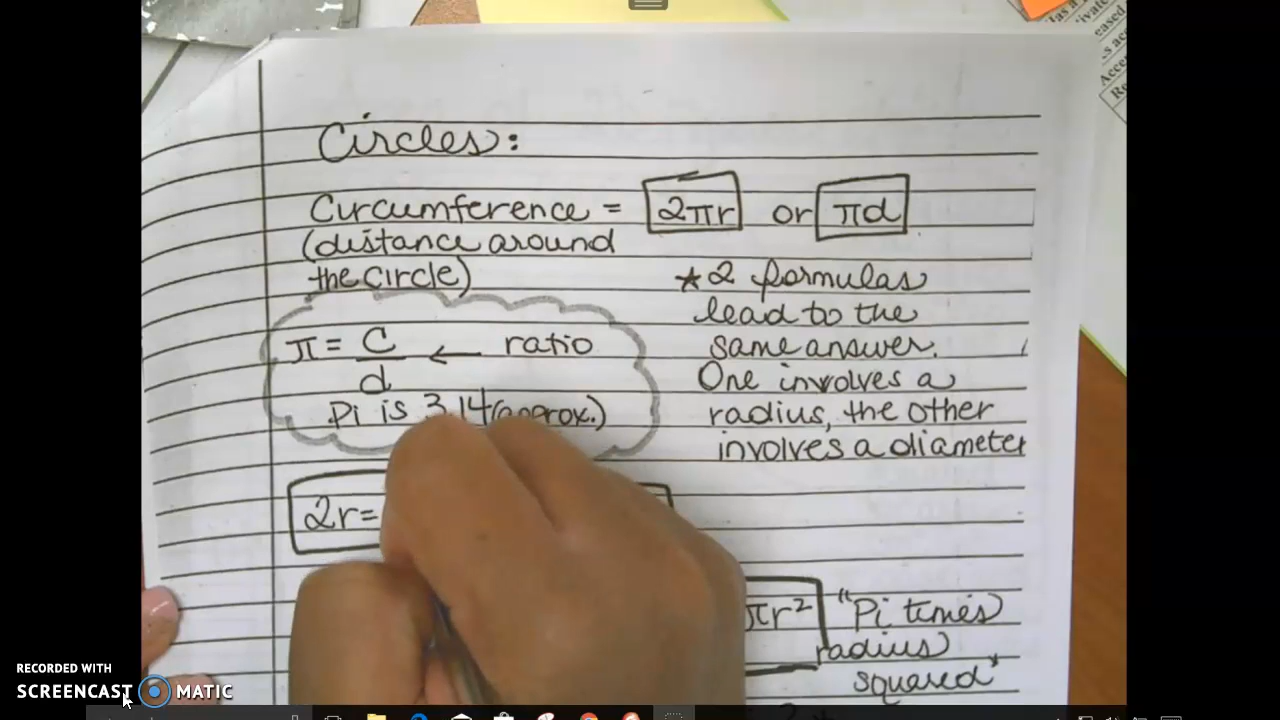 Circles:
Circumference = 2πr or πd
(distance around
the circle)
★2 formulas
lead to the
same answer.
One involves a
radius, the other
involves a diameter
π = C/d ← ratio
Pi is 3.14 (approx.)
2r=
πr² "Pi times
radius
squared"
RECORDED WITH
SCREENCAST MATIC